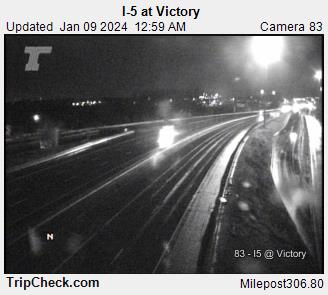 I-5 at Victory
Updated Jan 09 2024 12:59 AM Camera 83
T
N
83 - I5 @ Victory
TripCheck.com Milepost306.80